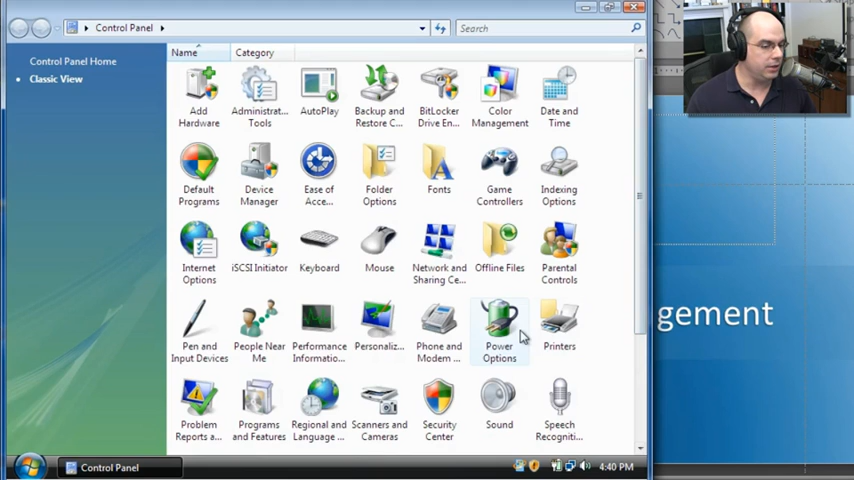 Control Panel
Search
Control Panel Home
Classic View
Name
Category
Add
Hardware
Administrat...
Tools
AutoPlay
Backup and
Restore C...
BitLocker
Drive En...
Color
Management
Date and
Time
Default
Programs
Device
Manager
Ease of
Acce...
Folder
Options
Fonts
Game
Controllers
Indexing
Options
Internet
Options
iSCSI Initiator
Keyboard
Mouse
Network and
Sharing Ce...
Offline Files
Parental
Controls
Pen and
Input Devices
People Near
Me
Performance
Informatio...
Personaliz...
Phone and
Modem ...
Power
Options
Printers
Problem
Reports a...
Programs
and Features
Regional and
Language ...
Scanners and
Cameras
Security
Center
Sound
Speech
Recogniti...
gement
Control Panel
4:40 PM